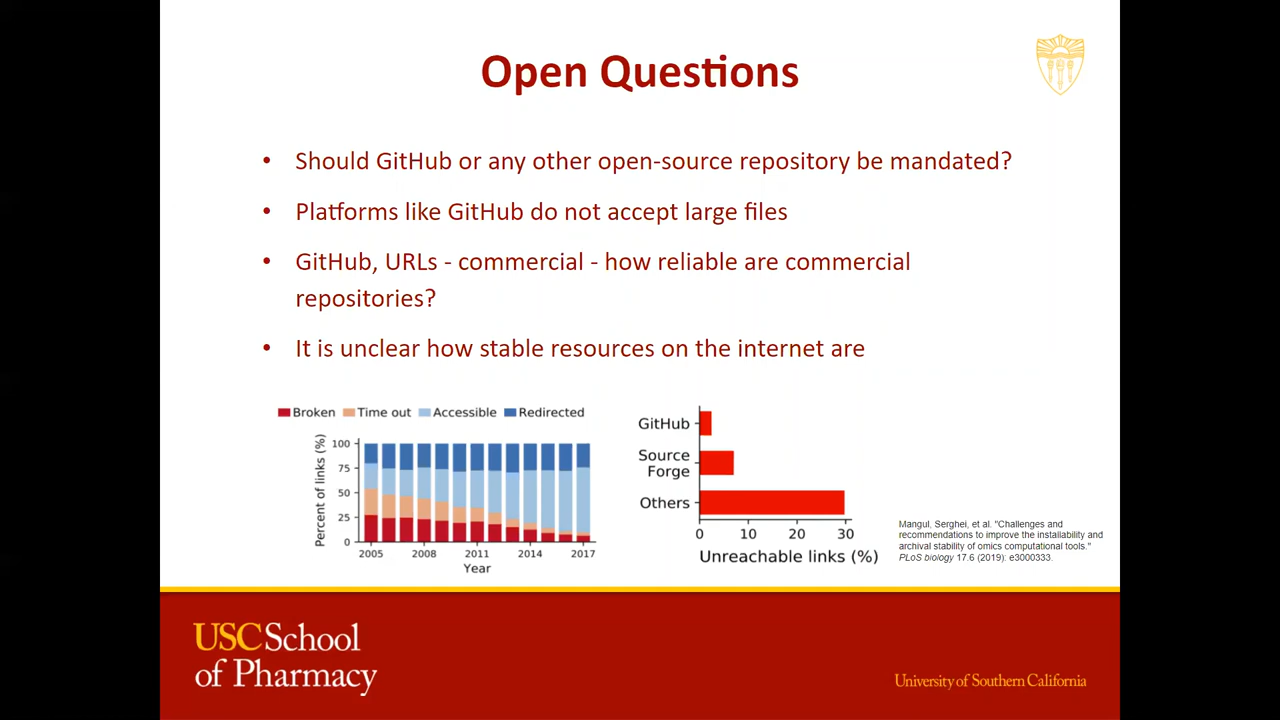 Open Questions
• Should GitHub or any other open-source repository be mandated?
• Platforms like GitHub do not accept large files
• GitHub, URLs - commercial - how reliable are commercial
repositories?
• It is unclear how stable resources on the internet are
Broken Time out Accessible Redirected
Percent of links (%)
100
75
50
25
0
2005 2008 2011 2014 2017
Year
GitHub
Source
Forge
Others
0 10 20 30
Unreachable links (%)
Mangul, Serghei, et al. "Challenges and
recommendations to improve the installability and
archival stability of omics computational tools."
PLoS biology 17.6 (2019): e3000333.
USC School
of Pharmacy
University of Southern California